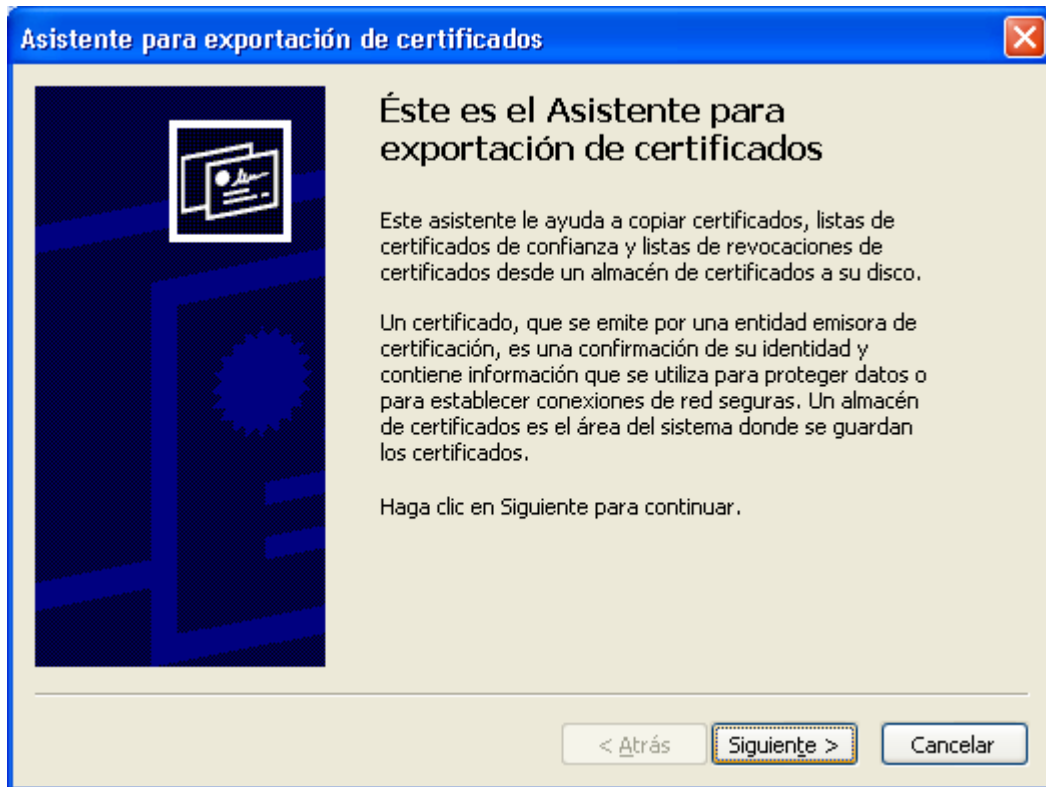 Asistente para exportación de certificados
Éste es el Asistente para
exportación de certificados
Este asistente le ayuda a copiar certificados, listas de
certificados de confianza y listas de revocaciones de
certificados desde un almacén de certificados a su disco.
Un certificado, que se emite por una entidad emisora de
certificación, es una confirmación de su identidad y
contiene información que se utiliza para proteger datos o
para establecer conexiones de red seguras. Un almacén
de certificados es el área del sistema donde se guardan
los certificados.
Haga clic en Siguiente para continuar.
< Atrás Siguiente > Cancelar